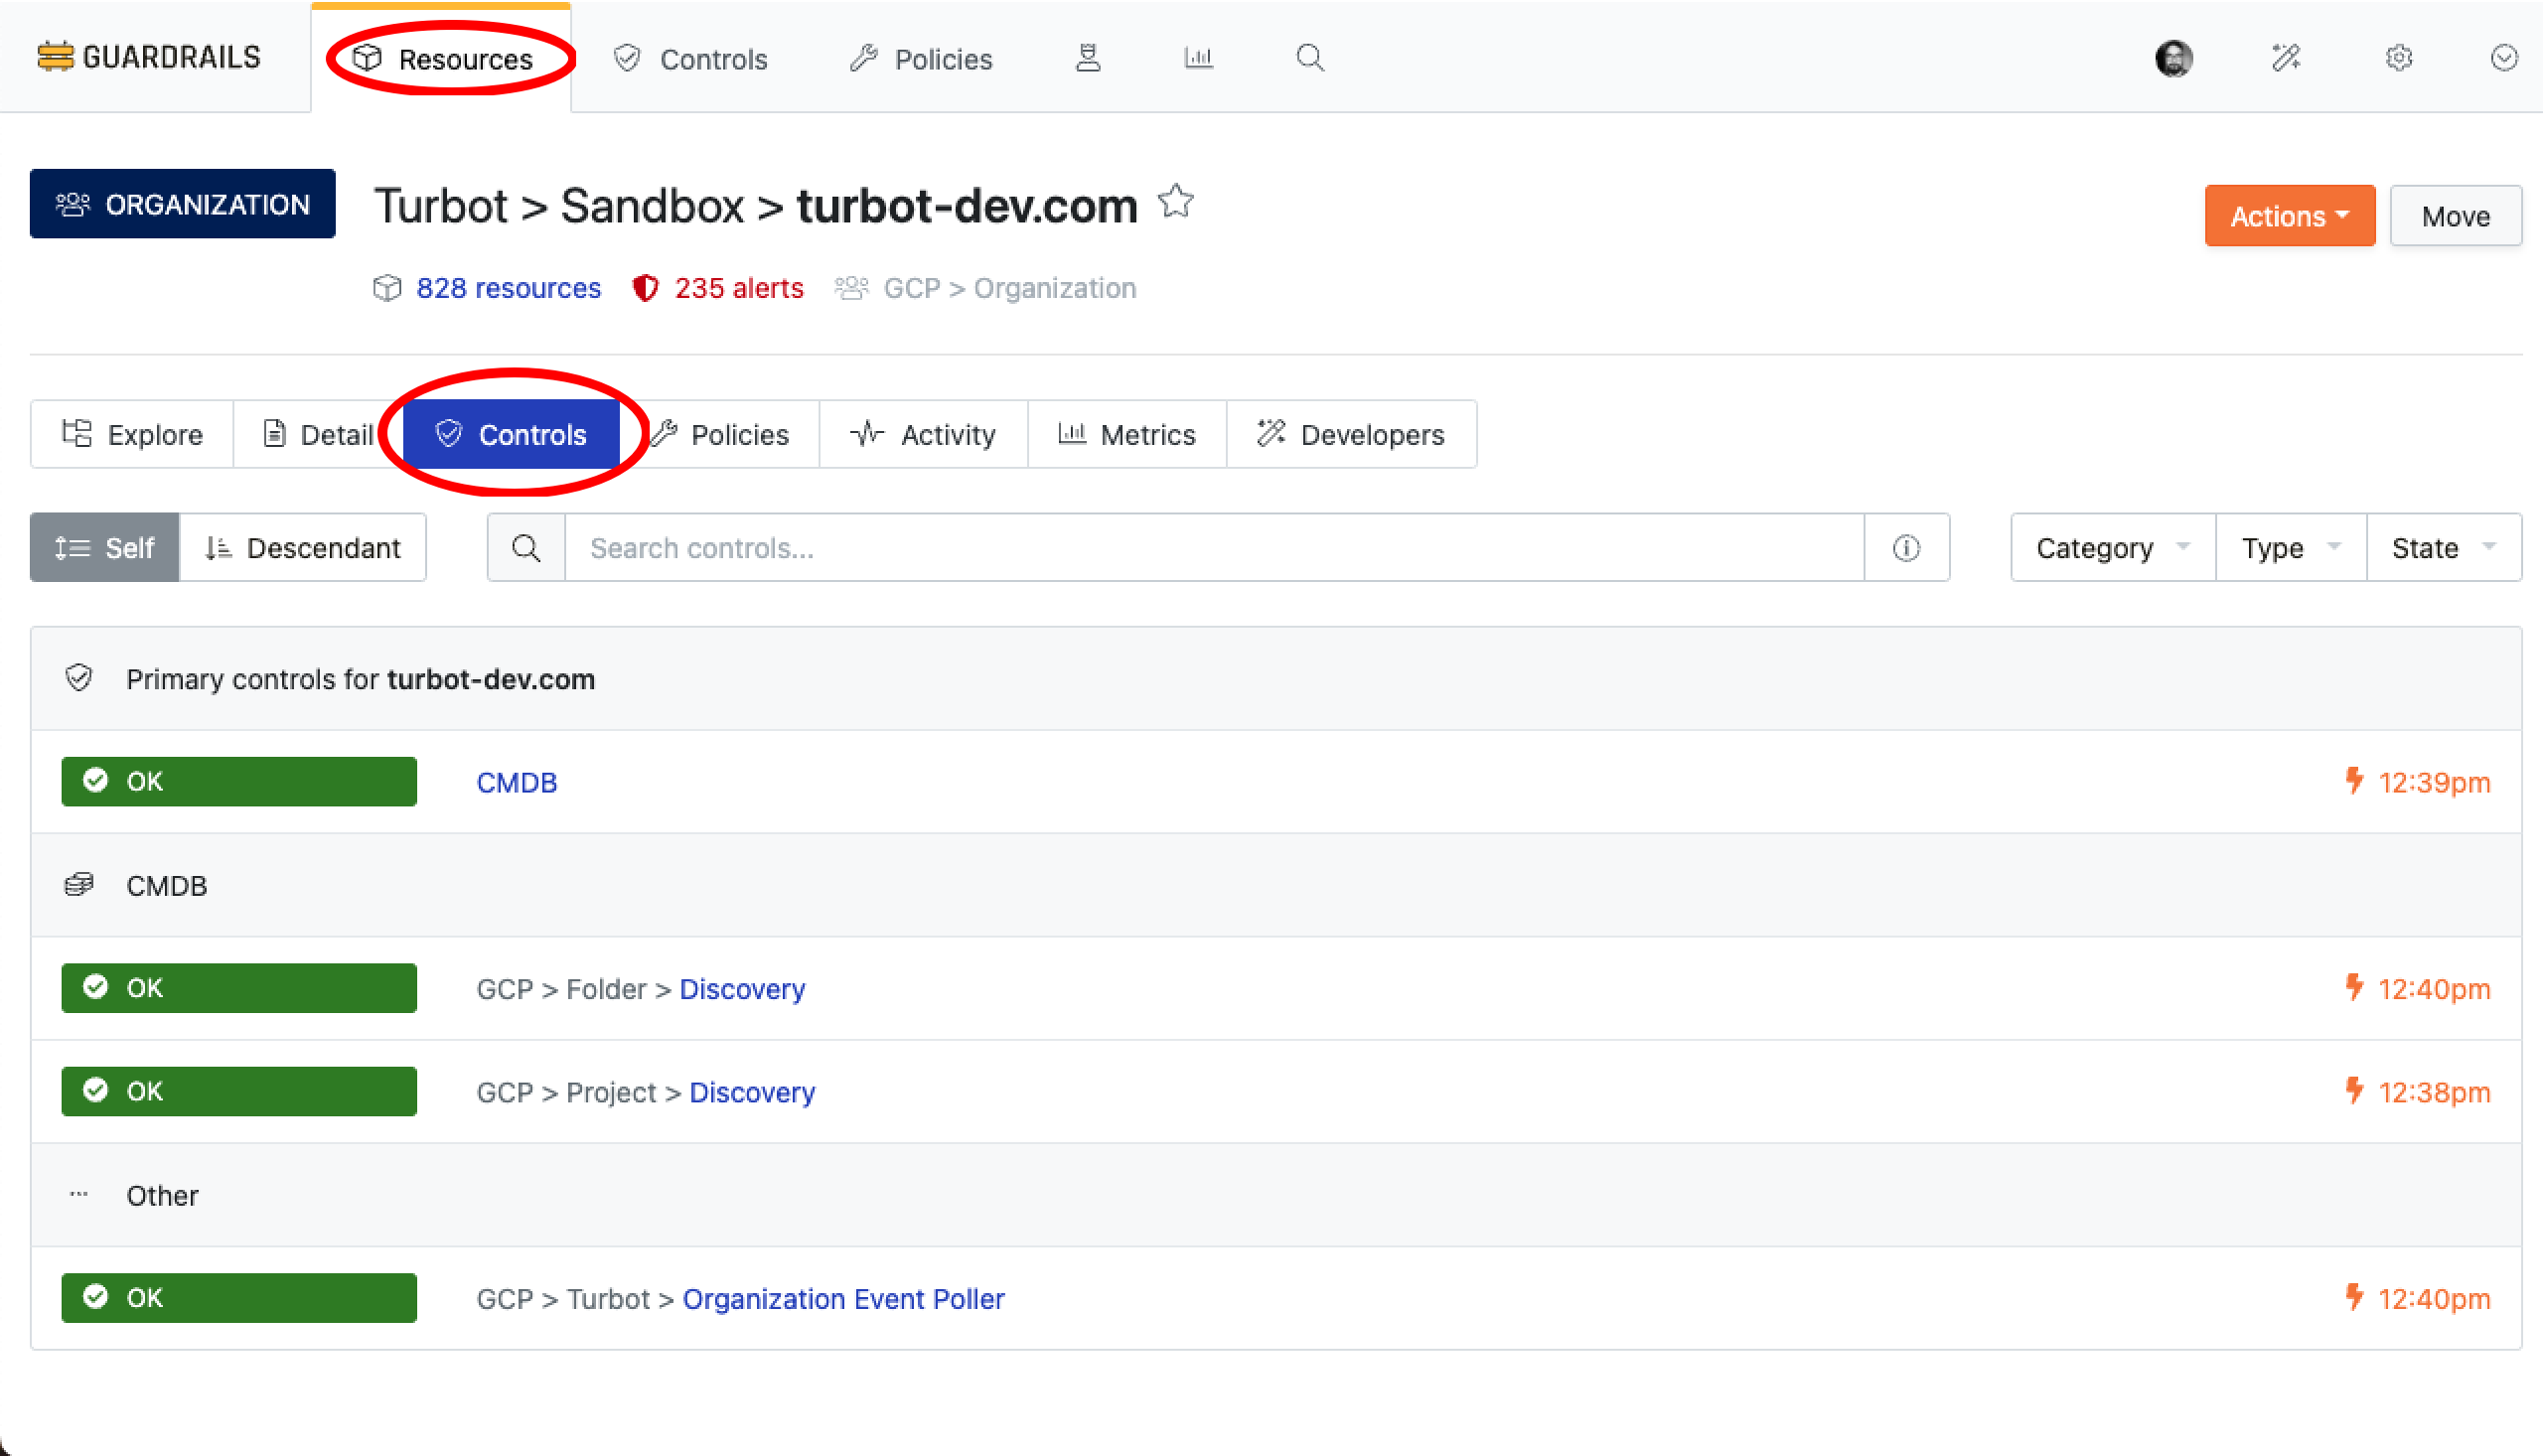 GUARDRAILS Resources Controls Policies
ORGANIZATION Turbot > Sandbox > turbot-dev.com Actions Move
828 resources 235 alerts GCP > Organization
Explore Detail Controls Policies Activity Metrics Developers
Self Descendant Search controls... Category Type State
Primary controls for turbot-dev.com
OK CMDB 12:39pm
CMDB
OK GCP > Folder > Discovery 12:40pm
OK GCP > Project > Discovery 12:38pm
Other
OK GCP > Turbot > Organization Event Poller 12:40pm